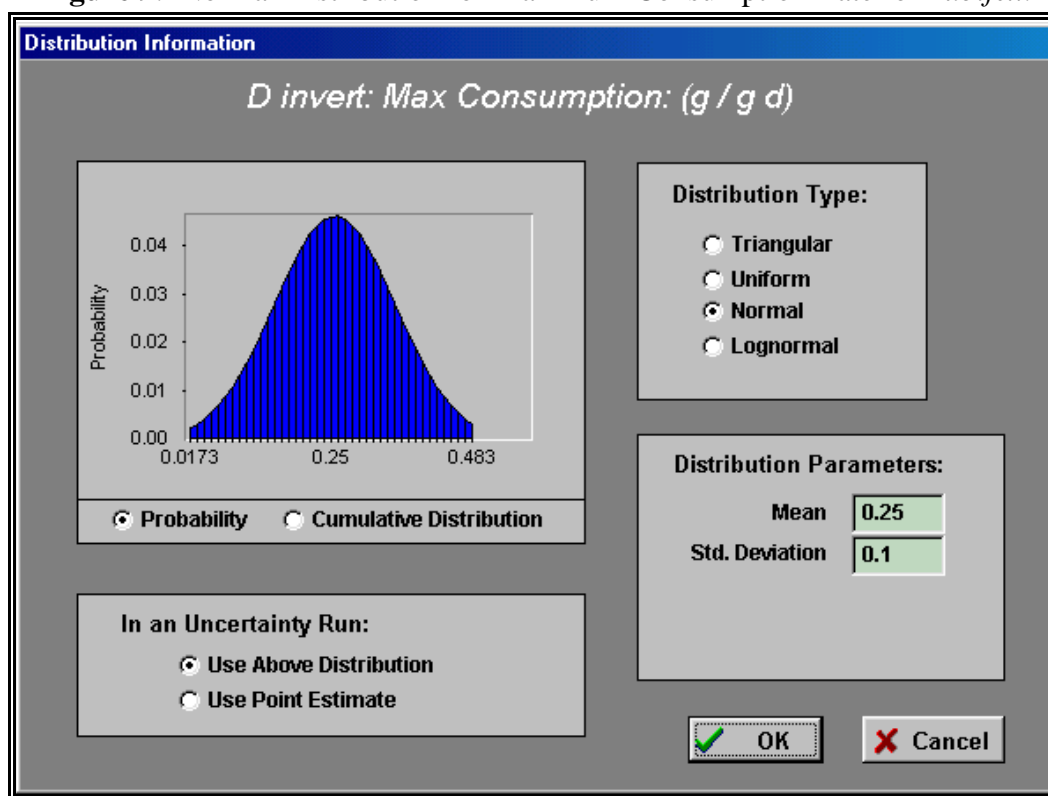 Distribution Information
D invert: Max Consumption: (g / g d)
Probability
0.04
0.03
0.02
0.01
0.00
0.0173 0.25 0.483
Probability Cumulative Distribution
In an Uncertainty Run:
Use Above Distribution
Use Point Estimate
Distribution Type:
Triangular
Uniform
Normal
Lognormal
Distribution Parameters:
Mean 0.25
Std. Deviation 0.1
OK Cancel